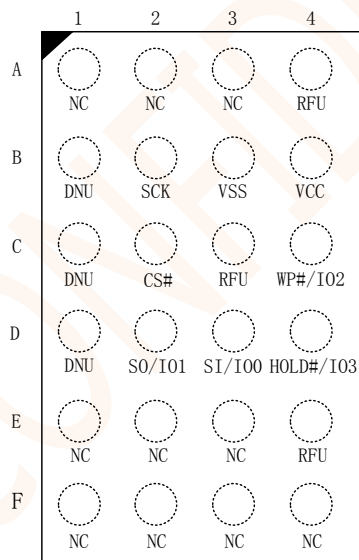 1 2 3 4
A
NC NC NC RFU
B
DNU SCK VSS VCC
C
DNU CS# RFU WP#/IO2
D
DNU SO/IO1 SI/IO0 HOLD#/IO3
E
NC NC NC RFU
F
NC NC NC NC